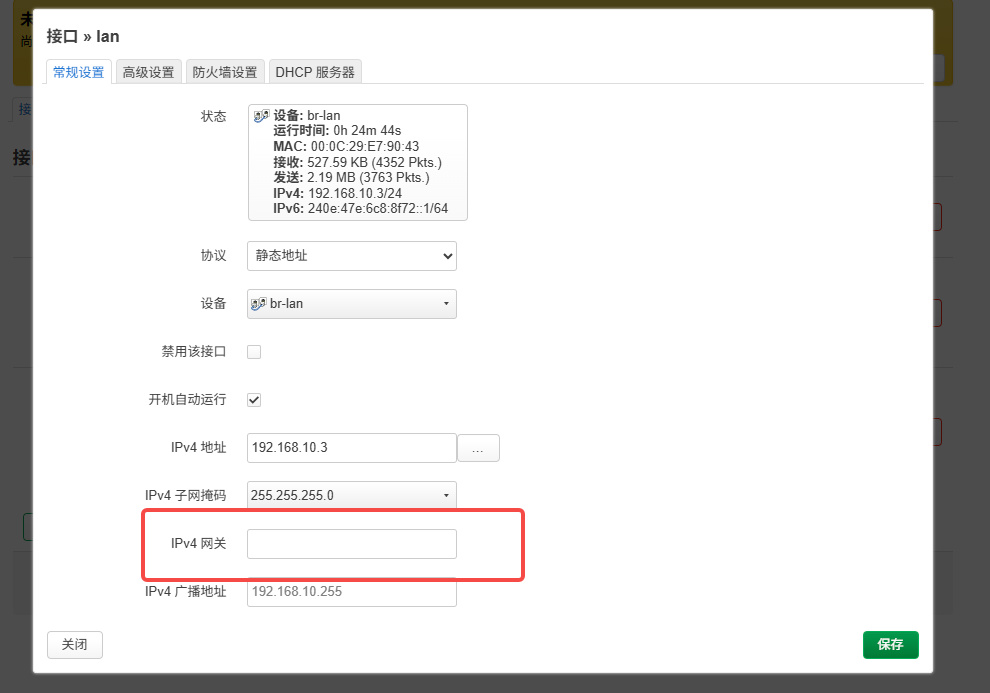 未
尚
接
接
接口 » lan
常规设置 高级设置 防火墙设置 DHCP 服务器
状态
设备: br-lan
运行时间: 0h 24m 44s
MAC: 00:0C:29:E7:90:43
接收: 527.59 KB (4352 Pkts.)
发送: 2.19 MB (3763 Pkts.)
IPv4: 192.168.10.3/24
IPv6: 240e:47e:6c8:8f72::1/64
协议 静态地址
设备 br-lan
禁用该接口
开机自动运行
IPv4 地址 192.168.10.3 ...
IPv4 子网掩码 255.255.255.0
IPv4 网关
IPv4 广播地址 192.168.10.255
关闭 保存